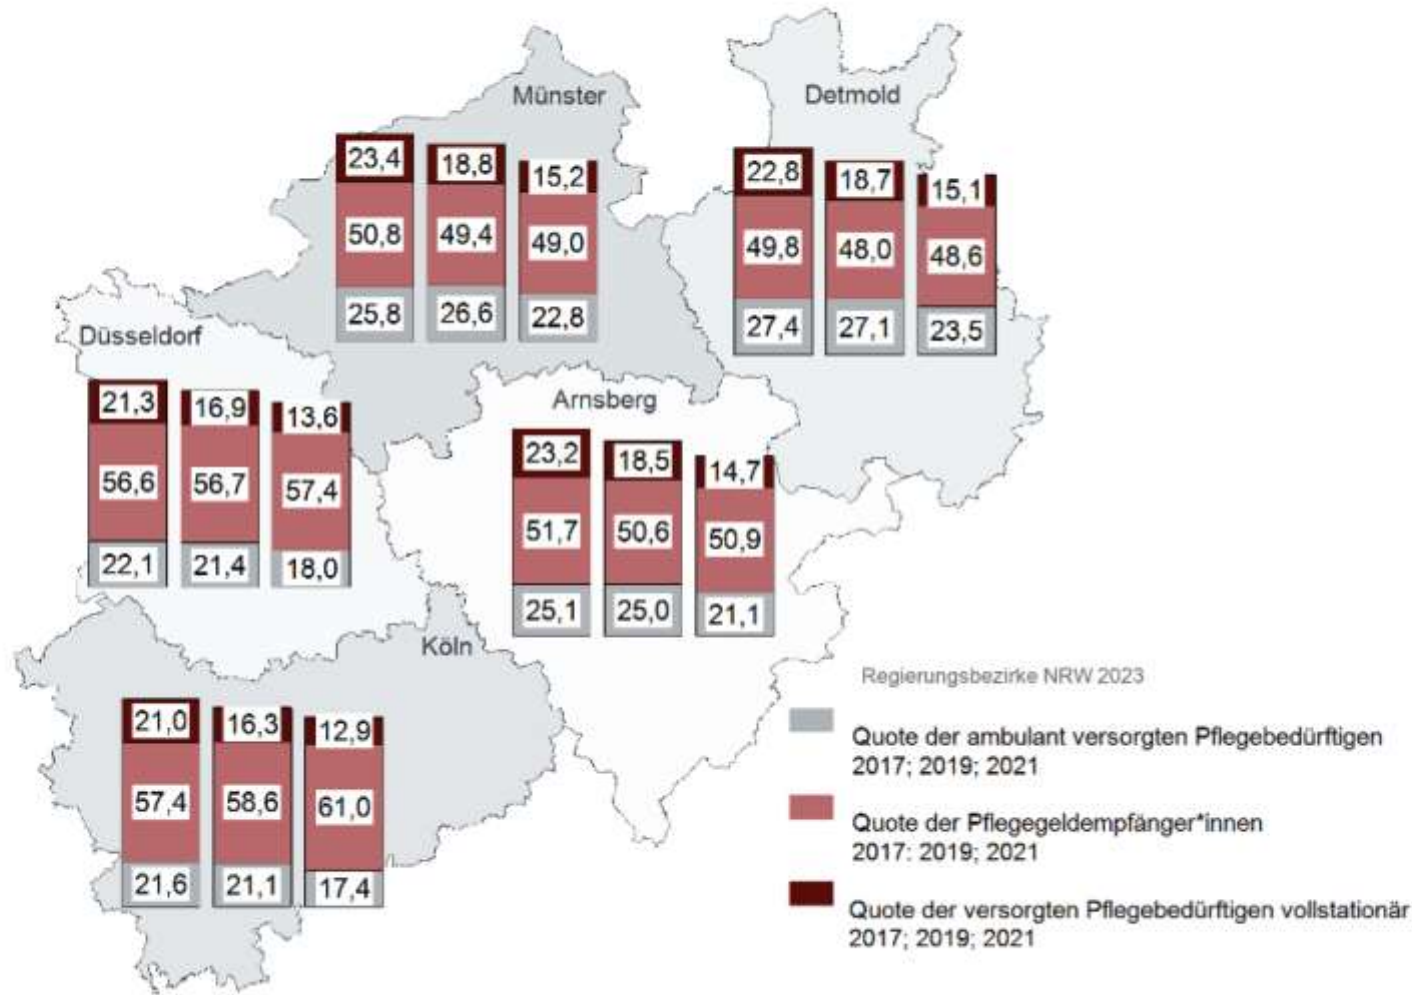 Münster
23,4 18,8 15,2
50,8 49,4 49,0
25,8 26,6 22,8
Detmold
22,8 18,7 15,1
49,8 48,0 48,6
27,4 27,1 23,5
Düsseldorf
21,3 16,9 13,6
56,6 56,7 57,4
22,1 21,4 18,0
Arnsberg
23,2 18,5 14,7
51,7 50,6 50,9
25,1 25,0 21,1
Köln
21,0 16,3 12,9
57,4 58,6 61,0
21,6 21,1 17,4
Regierungsbezirke NRW 2023
Quote der ambulant versorgten Pflegebedürftigen
2017; 2019; 2021
Quote der Pflegegeldempfänger*innen
2017: 2019; 2021
Quote der versorgten Pflegebedürftigen vollstationär
2017; 2019; 2021